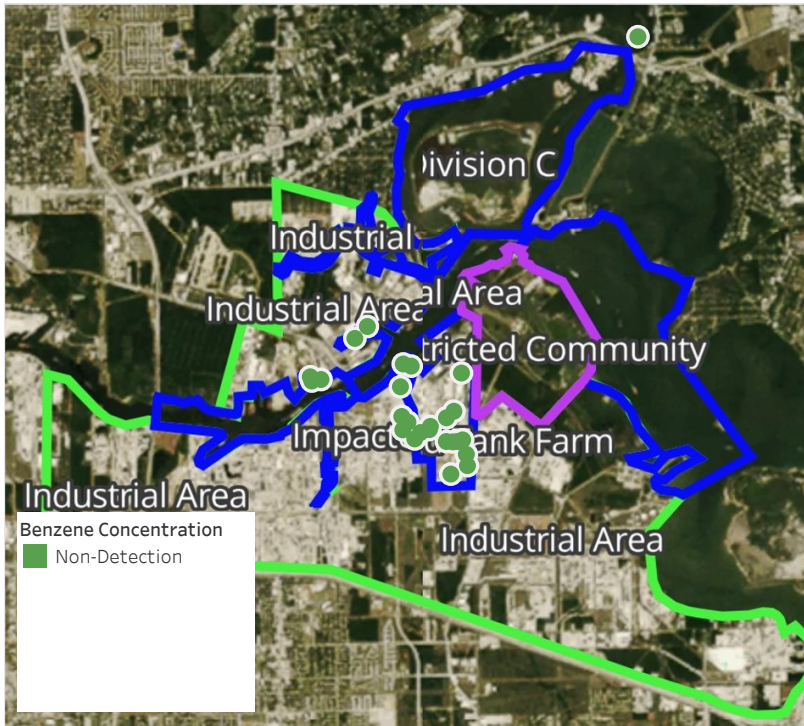 Division C
Industrial
al Area
Industrial Area
tricted Community
Impacted Tank Farm
Industrial Area
Industrial Area
Benzene Concentration
Non-Detection